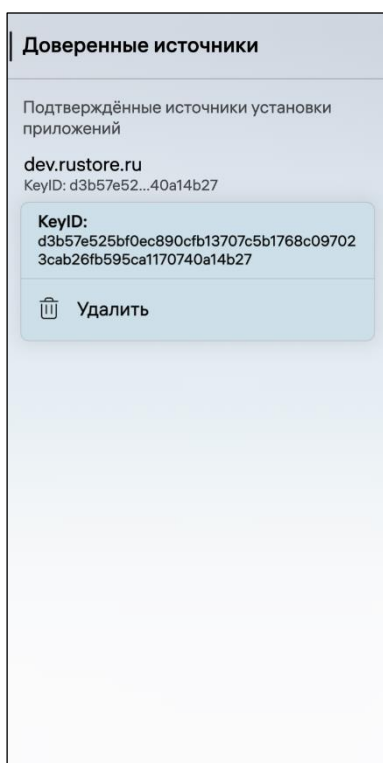 Доверенные источники
Подтверждённые источники установки
приложений
dev.rustore.ru
KeyID: d3b57e52...40a14b27
KeyID:
d3b57e525bf0ec890cfb13707c5b1768c09702
3cab26fb595ca1170740a14b27
Удалить